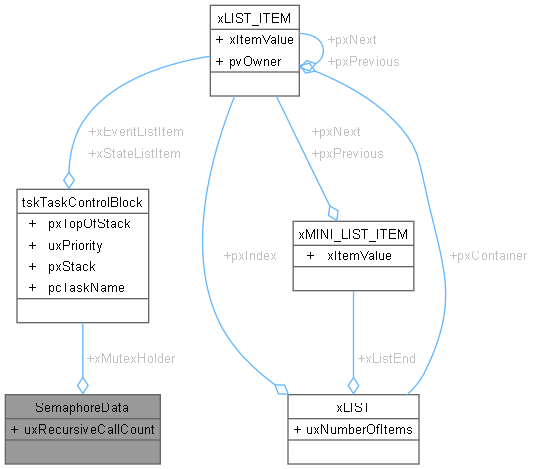 xLIST_ITEM
+ xItemValue
+ pvOwner
+pxNext
+pxPrevious
+xEventListItem
+xStateListItem
+pxNext
+pxPrevious
tskTaskControlBlock
+ pxTopOfStack
+ uxPriority
+ pxStack
+ pcTaskName
xMINI_LIST_ITEM
+ xItemValue
+pxIndex
+pxContainer
+xMutexHolder
+xListEnd
SemaphoreData
+ uxRecursiveCallCount
xLIST
+ uxNumberOfItems